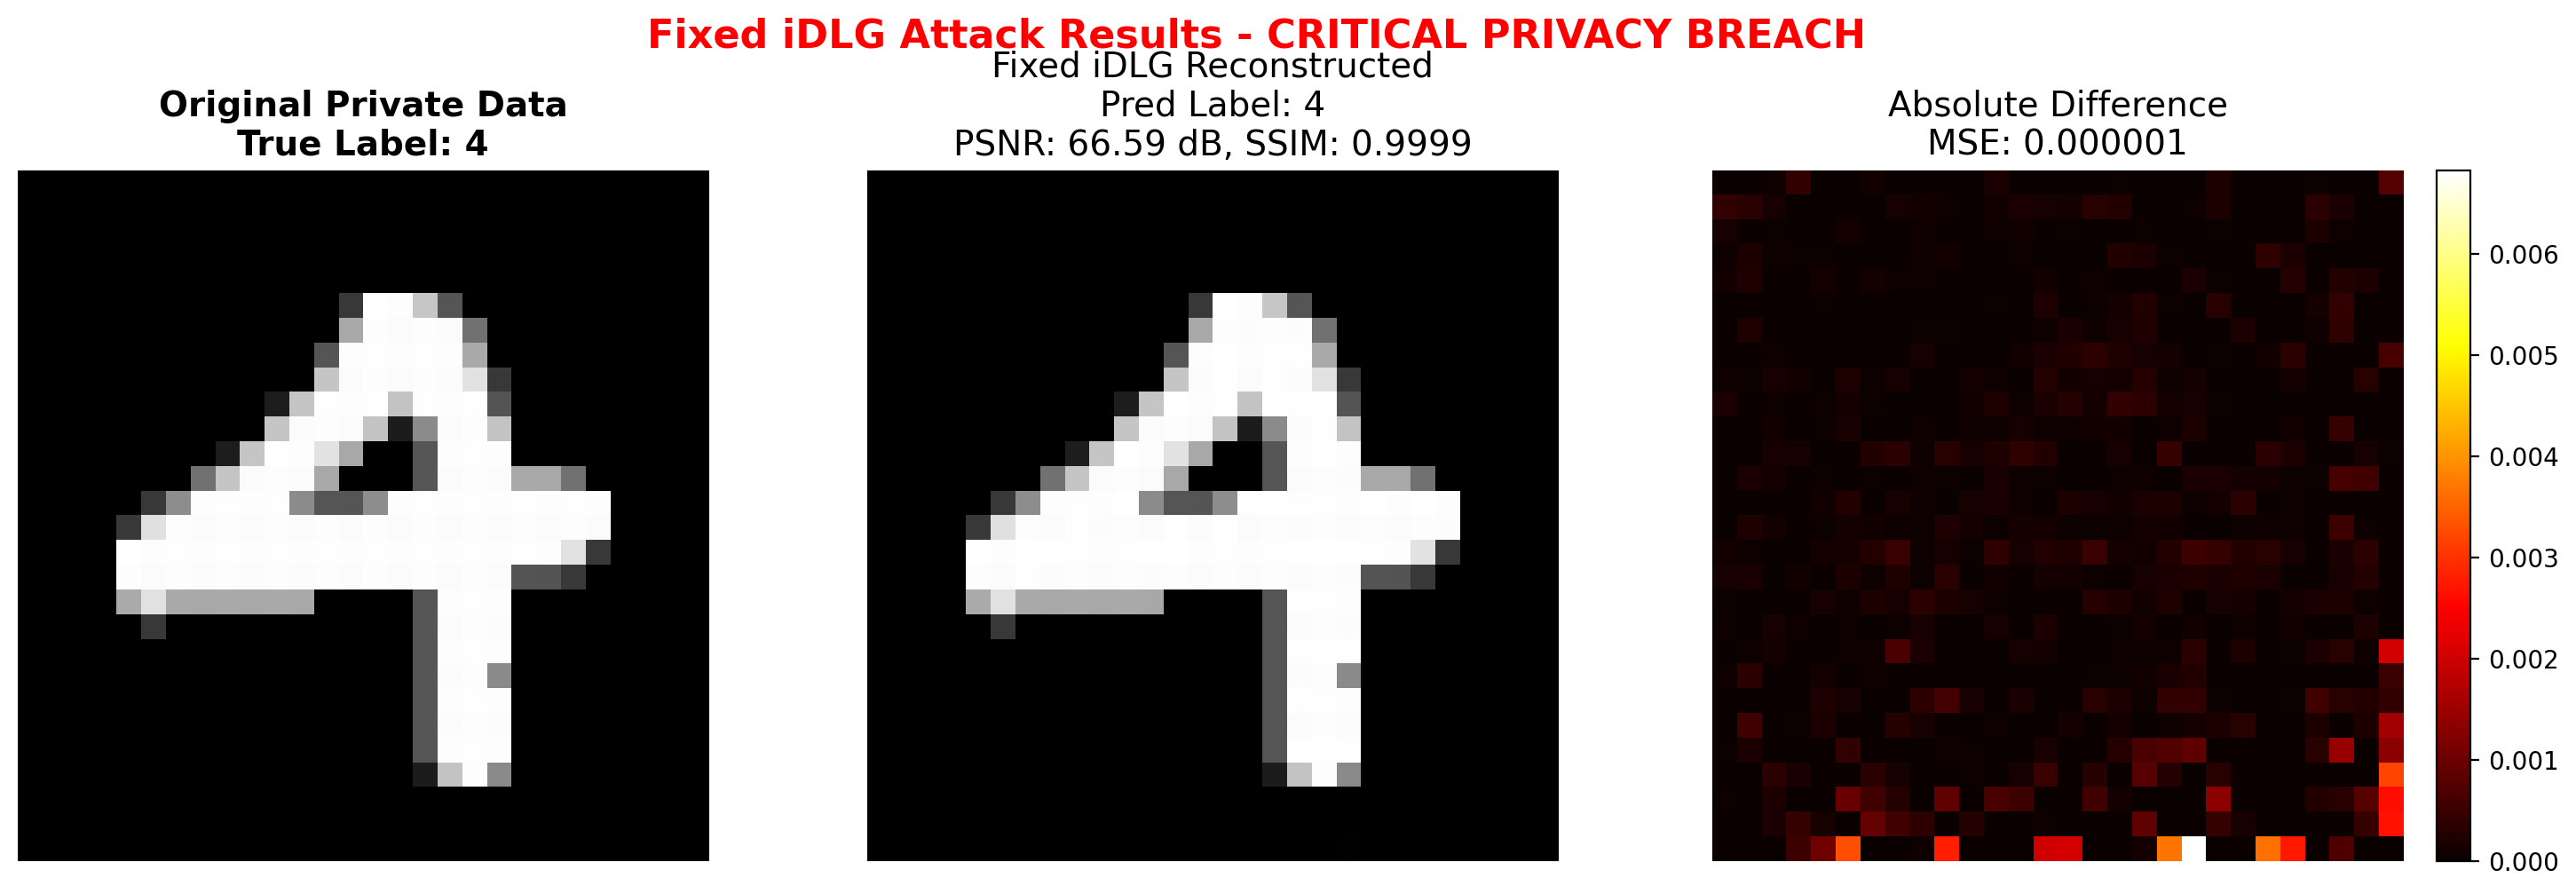 Fixed iDLG Attack Results - CRITICAL PRIVACY BREACH
Original Private Data
True Label: 4
Fixed iDLG Reconstructed
Pred Label: 4
PSNR: 66.59 dB, SSIM: 0.9999
Absolute Difference
MSE: 0.000001
4
4
0.006
0.005
0.004
0.003
0.002
0.001
0.000